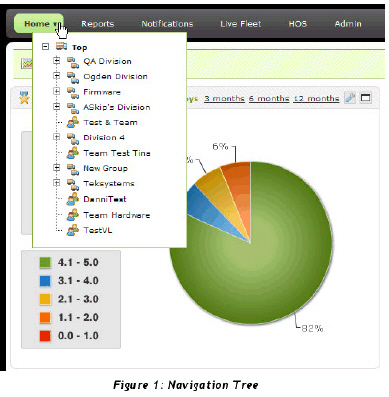 Home Reports Notifications Live Fleet HOS Admin
Top
QA Division
Ogden Division
Firmware
ASkip's Division
Test & Team
Division 4
Team Test Tina
New Group
Teksystems
DanniTest
Team Hardware
TestVL
3 months 6 months 12 months
6%
82%
4.1 - 5.0
3.1 - 4.0
2.1 - 3.0
1.1 - 2.0
0.0 - 1.0
Figure 1: Navigation Tree